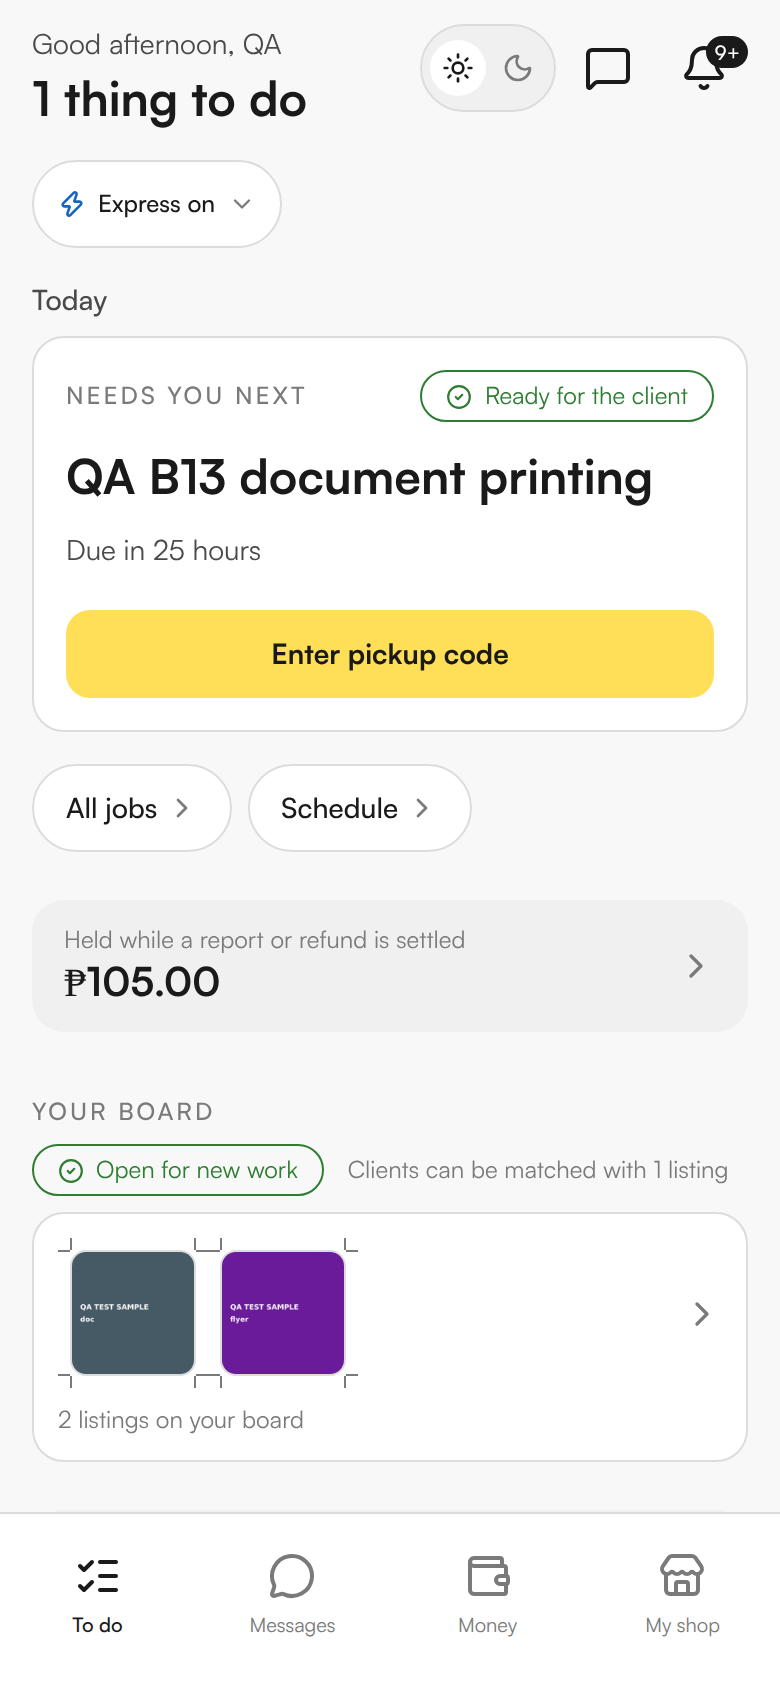 Good afternoon, QA
1 thing to do
9+
Express on
Today
NEEDS YOU NEXT
Ready for the client
QA B13 document printing
Due in 25 hours
Enter pickup code
All jobs
Schedule
Held while a report or refund is settled
₱105.00
YOUR BOARD
Open for new work
Clients can be matched with 1 listing
QA TEST SAMPLE
doc
QA TEST SAMPLE
flyer
2 listings on your board
To do
Messages
Money
My shop